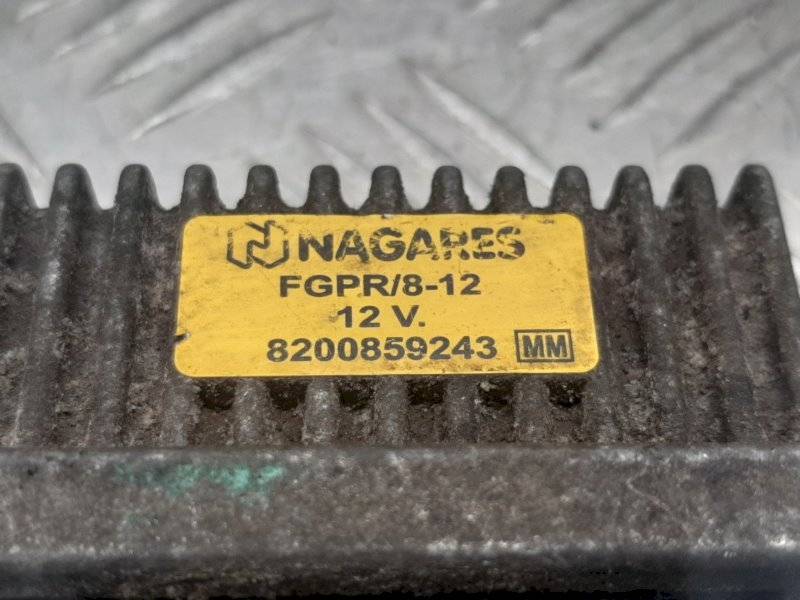 NAGARES
FGPR/8-12
12 V.
8200859243 MM